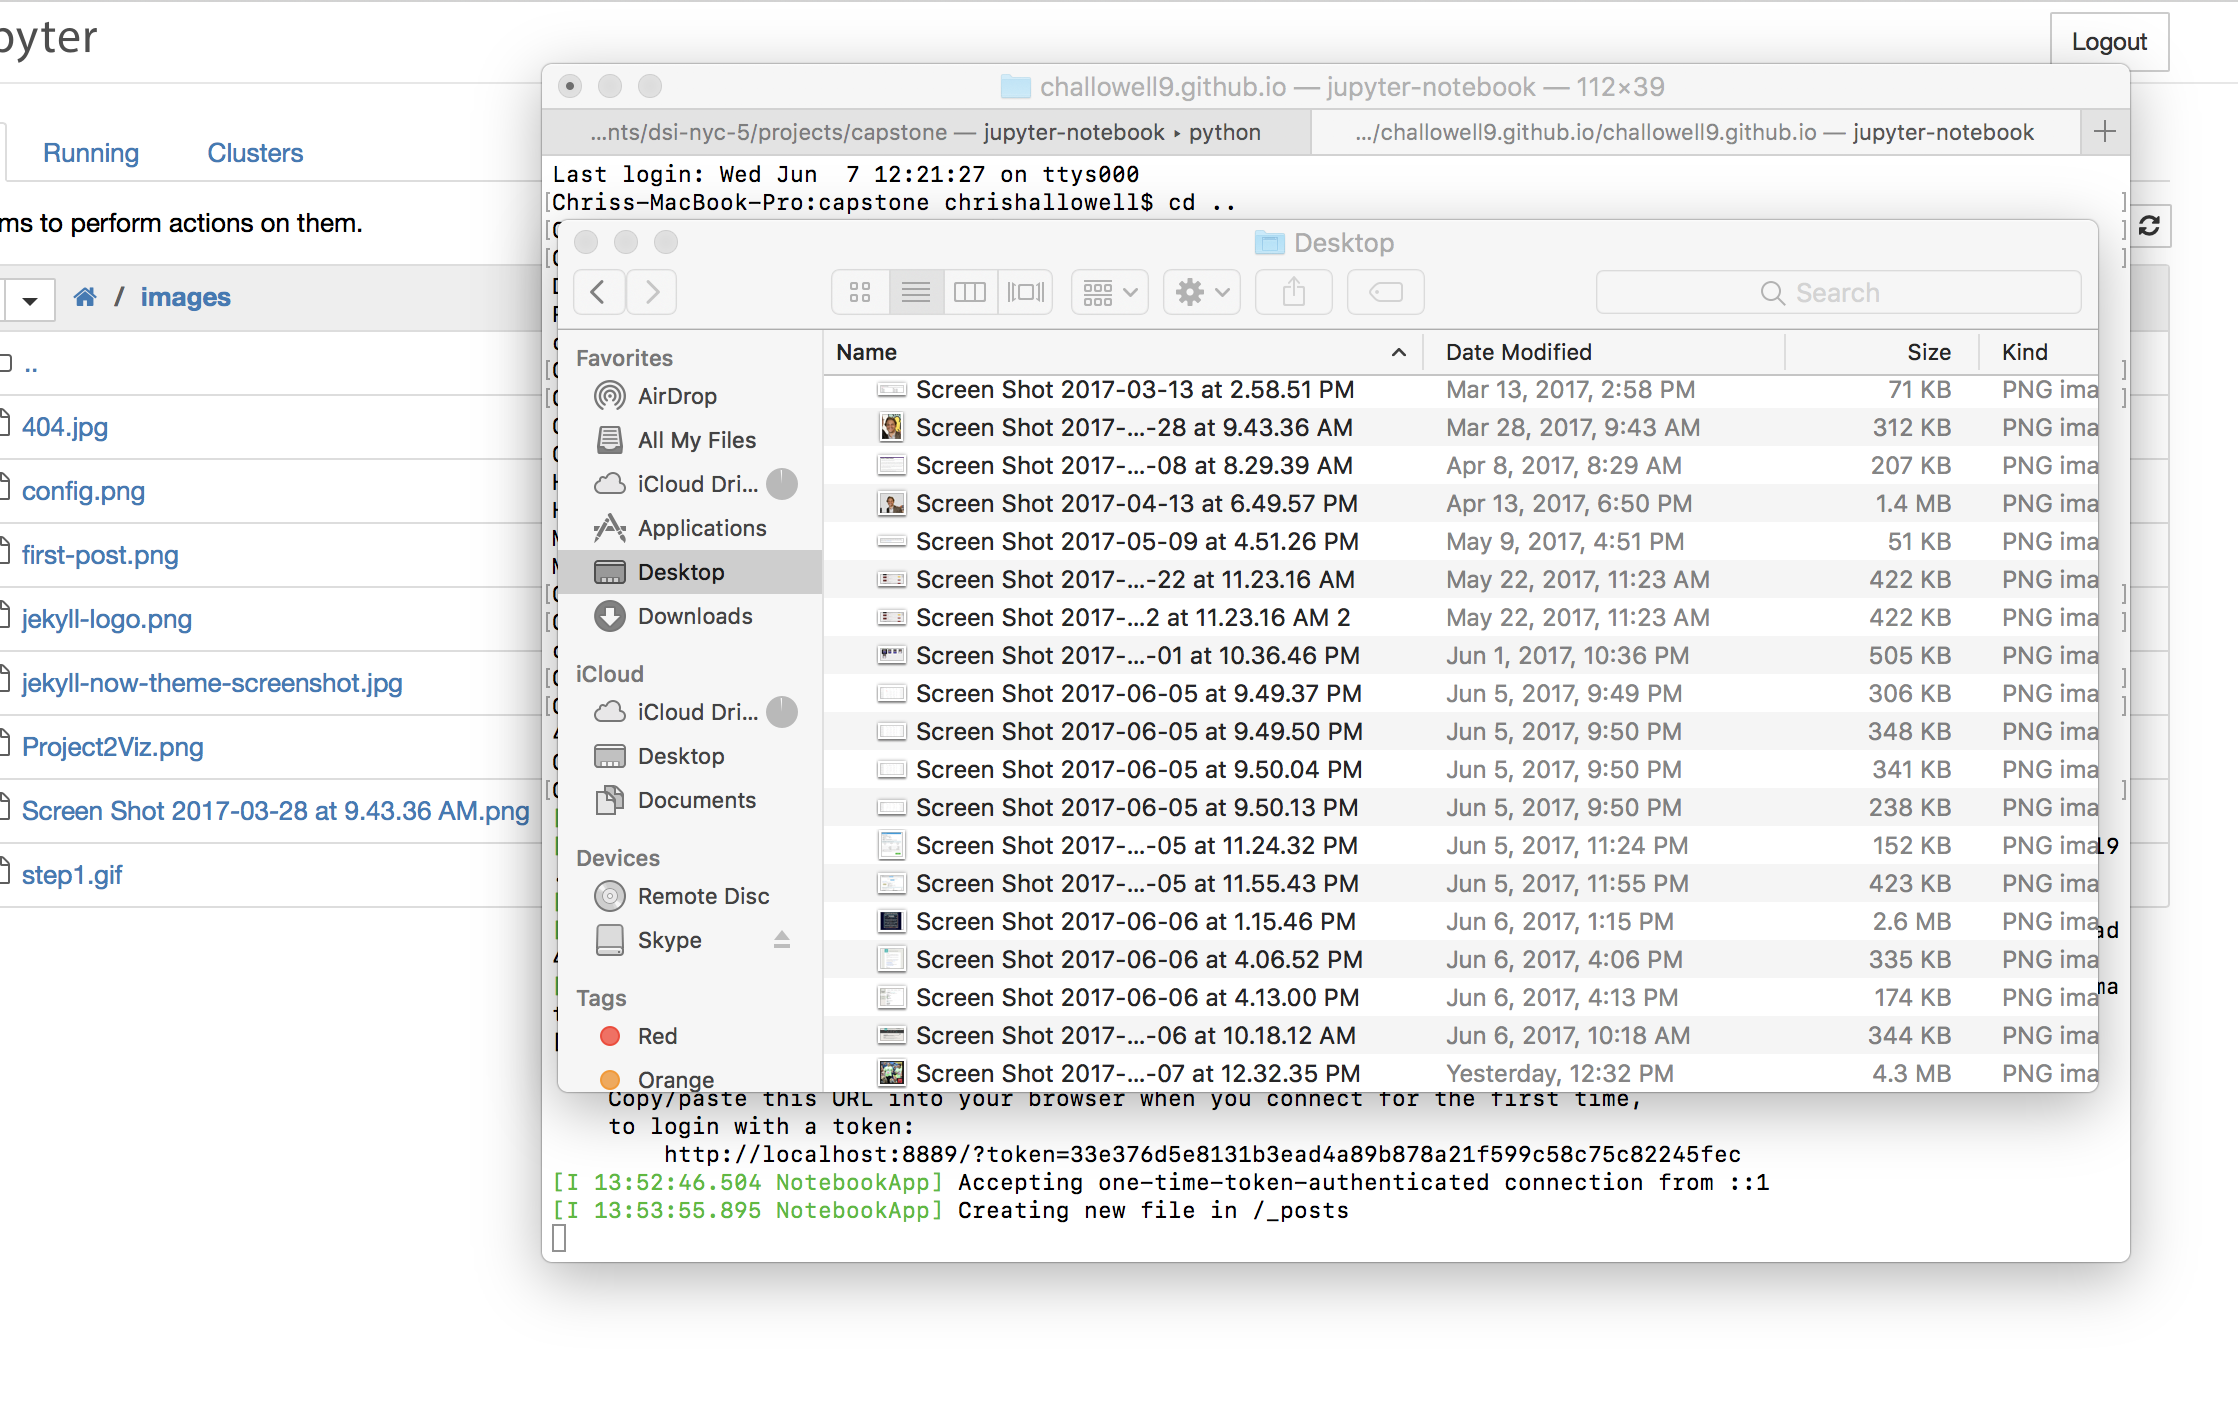 pyter
Logout
Running
Clusters
ms to perform actions on them.
/ images
..
404.jpg
config.png
first-post.png
jekyll-logo.png
jekyll-now-theme-screenshot.jpg
Project2Viz.png
Screen Shot 2017-03-28 at 9.43.36 AM.png
step1.gif
challowell9.github.io — jupyter-notebook — 112×39
...nts/dsi-nyc-5/projects/capstone — jupyter-notebook ▸ python
.../challowell9.github.io/challowell9.github.io — jupyter-notebook
Last login: Wed Jun  7 12:21:27 on ttys000
[Chriss-MacBook-Pro:capstone chrishallowell$ cd .. ]
Desktop
Search
Favorites
AirDrop
All My Files
iCloud Dri...
Applications
Desktop
Downloads
iCloud
iCloud Dri...
Desktop
Documents
Devices
Remote Disc
Skype
Tags
Red
Orange
Name Date Modified Size Kind
Screen Shot 2017-03-13 at 2.58.51 PM Mar 13, 2017, 2:58 PM 71 KB PNG ima
Screen Shot 2017-...-28 at 9.43.36 AM Mar 28, 2017, 9:43 AM 312 KB PNG ima
Screen Shot 2017-...-08 at 8.29.39 AM Apr 8, 2017, 8:29 AM 207 KB PNG ima
Screen Shot 2017-04-13 at 6.49.57 PM Apr 13, 2017, 6:50 PM 1.4 MB PNG ima
Screen Shot 2017-05-09 at 4.51.26 PM May 9, 2017, 4:51 PM 51 KB PNG ima
Screen Shot 2017-...-22 at 11.23.16 AM May 22, 2017, 11:23 AM 422 KB PNG ima
Screen Shot 2017-...2 at 11.23.16 AM 2 May 22, 2017, 11:23 AM 422 KB PNG ima
Screen Shot 2017-...-01 at 10.36.46 PM Jun 1, 2017, 10:36 PM 505 KB PNG ima
Screen Shot 2017-06-05 at 9.49.37 PM Jun 5, 2017, 9:49 PM 306 KB PNG ima
Screen Shot 2017-06-05 at 9.49.50 PM Jun 5, 2017, 9:50 PM 348 KB PNG ima
Screen Shot 2017-06-05 at 9.50.04 PM Jun 5, 2017, 9:50 PM 341 KB PNG ima
Screen Shot 2017-06-05 at 9.50.13 PM Jun 5, 2017, 9:50 PM 238 KB PNG ima
Screen Shot 2017-...-05 at 11.24.32 PM Jun 5, 2017, 11:24 PM 152 KB PNG ima
Screen Shot 2017-...-05 at 11.55.43 PM Jun 5, 2017, 11:55 PM 423 KB PNG ima
Screen Shot 2017-06-06 at 1.15.46 PM Jun 6, 2017, 1:15 PM 2.6 MB PNG ima
Screen Shot 2017-06-06 at 4.06.52 PM Jun 6, 2017, 4:06 PM 335 KB PNG ima
Screen Shot 2017-06-06 at 4.13.00 PM Jun 6, 2017, 4:13 PM 174 KB PNG ima
Screen Shot 2017-...-06 at 10.18.12 AM Jun 6, 2017, 10:18 AM 344 KB PNG ima
Screen Shot 2017-...-07 at 12.32.35 PM Yesterday, 12:32 PM 4.3 MB PNG ima
Copy/paste this URL into your browser when you connect for the first time,
to login with a token:
http://localhost:8889/?token=33e376d5e8131b3ead4a89b878a21f599c58c75c82245fec
[I 13:52:46.504 NotebookApp] Accepting one-time-token-authenticated connection from ::1
[I 13:53:55.895 NotebookApp] Creating new file in /_posts